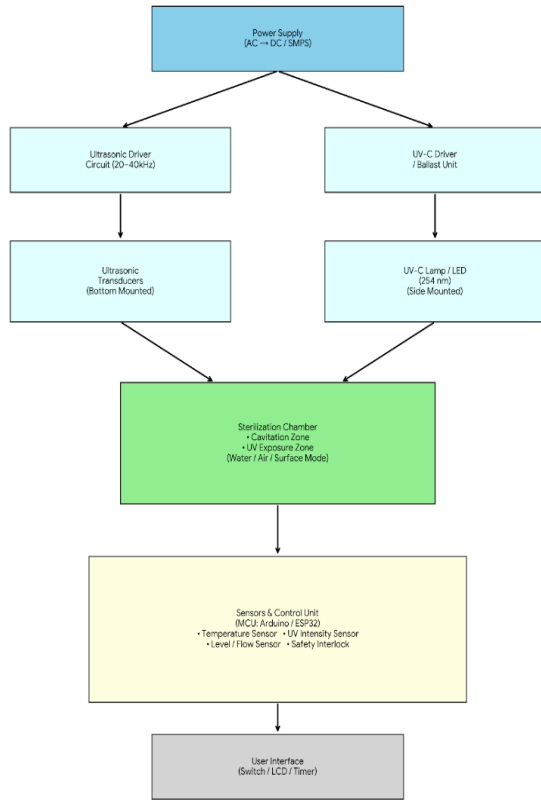 Power Supply
(AC → DC / SMPS)
Ultrasonic Driver
Circuit (20–40kHz)
UV-C Driver
/ Ballast Unit
Ultrasonic
Transducers
(Bottom Mounted)
UV-C Lamp / LED
(254 nm)
(Side Mounted)
Sterilization Chamber
• Cavitation Zone
• UV Exposure Zone
(Water / Air / Surface Mode)
Sensors & Control Unit
(MCU: Arduino / ESP32)
• Temperature Sensor • UV Intensity Sensor
• Level / Flow Sensor • Safety Interlock
User Interface
(Switch / LCD / Timer)